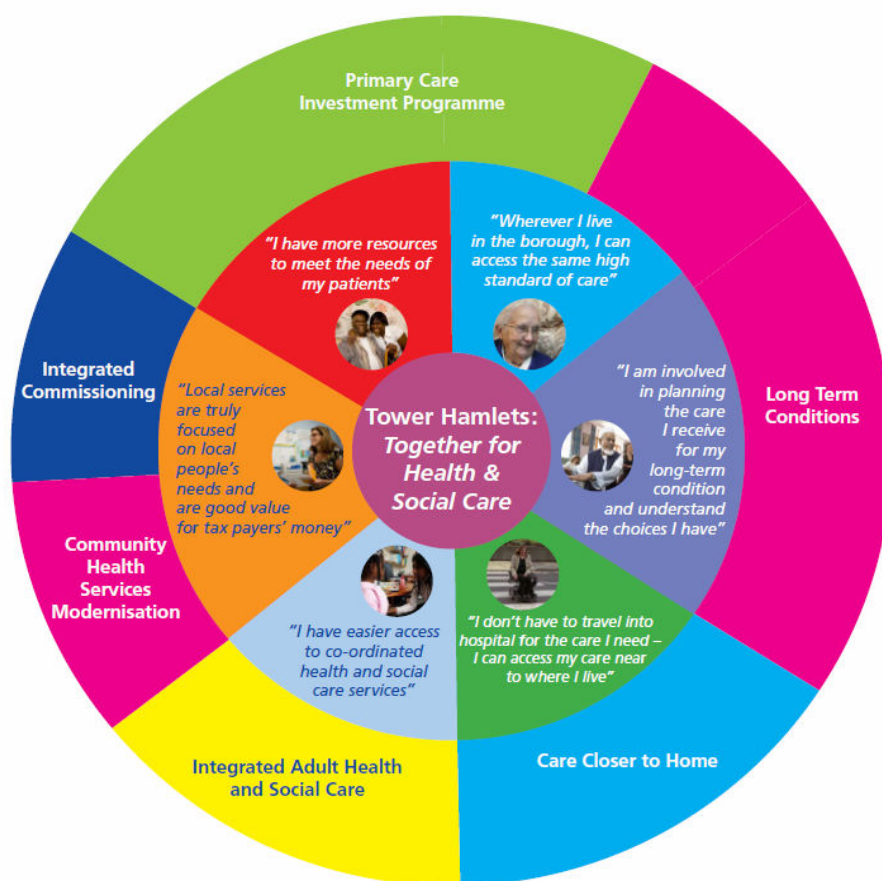 Primary Care
Investment Programme
"I have more resources
to meet the needs of
my patients"
"Wherever I live
in the borough, I can
access the same high
standard of care"
Integrated
Commissioning
"Local services
are truly
focused
on local
people's
needs and
are good value
for tax payers' money"
Tower Hamlets:
Together for
Health &
Social Care
"I am involved
in planning
the care
I receive
for my
long-term
condition
and understand
the choices I have"
Long Term
Conditions
Community
Health
Services
Modernisation
"I have easier access
to co-ordinated
health and social
care services"
"I don't have to travel into
hospital for the care I need –
I can access my care near
to where I live"
Integrated Adult Health
and Social Care
Care Closer to Home